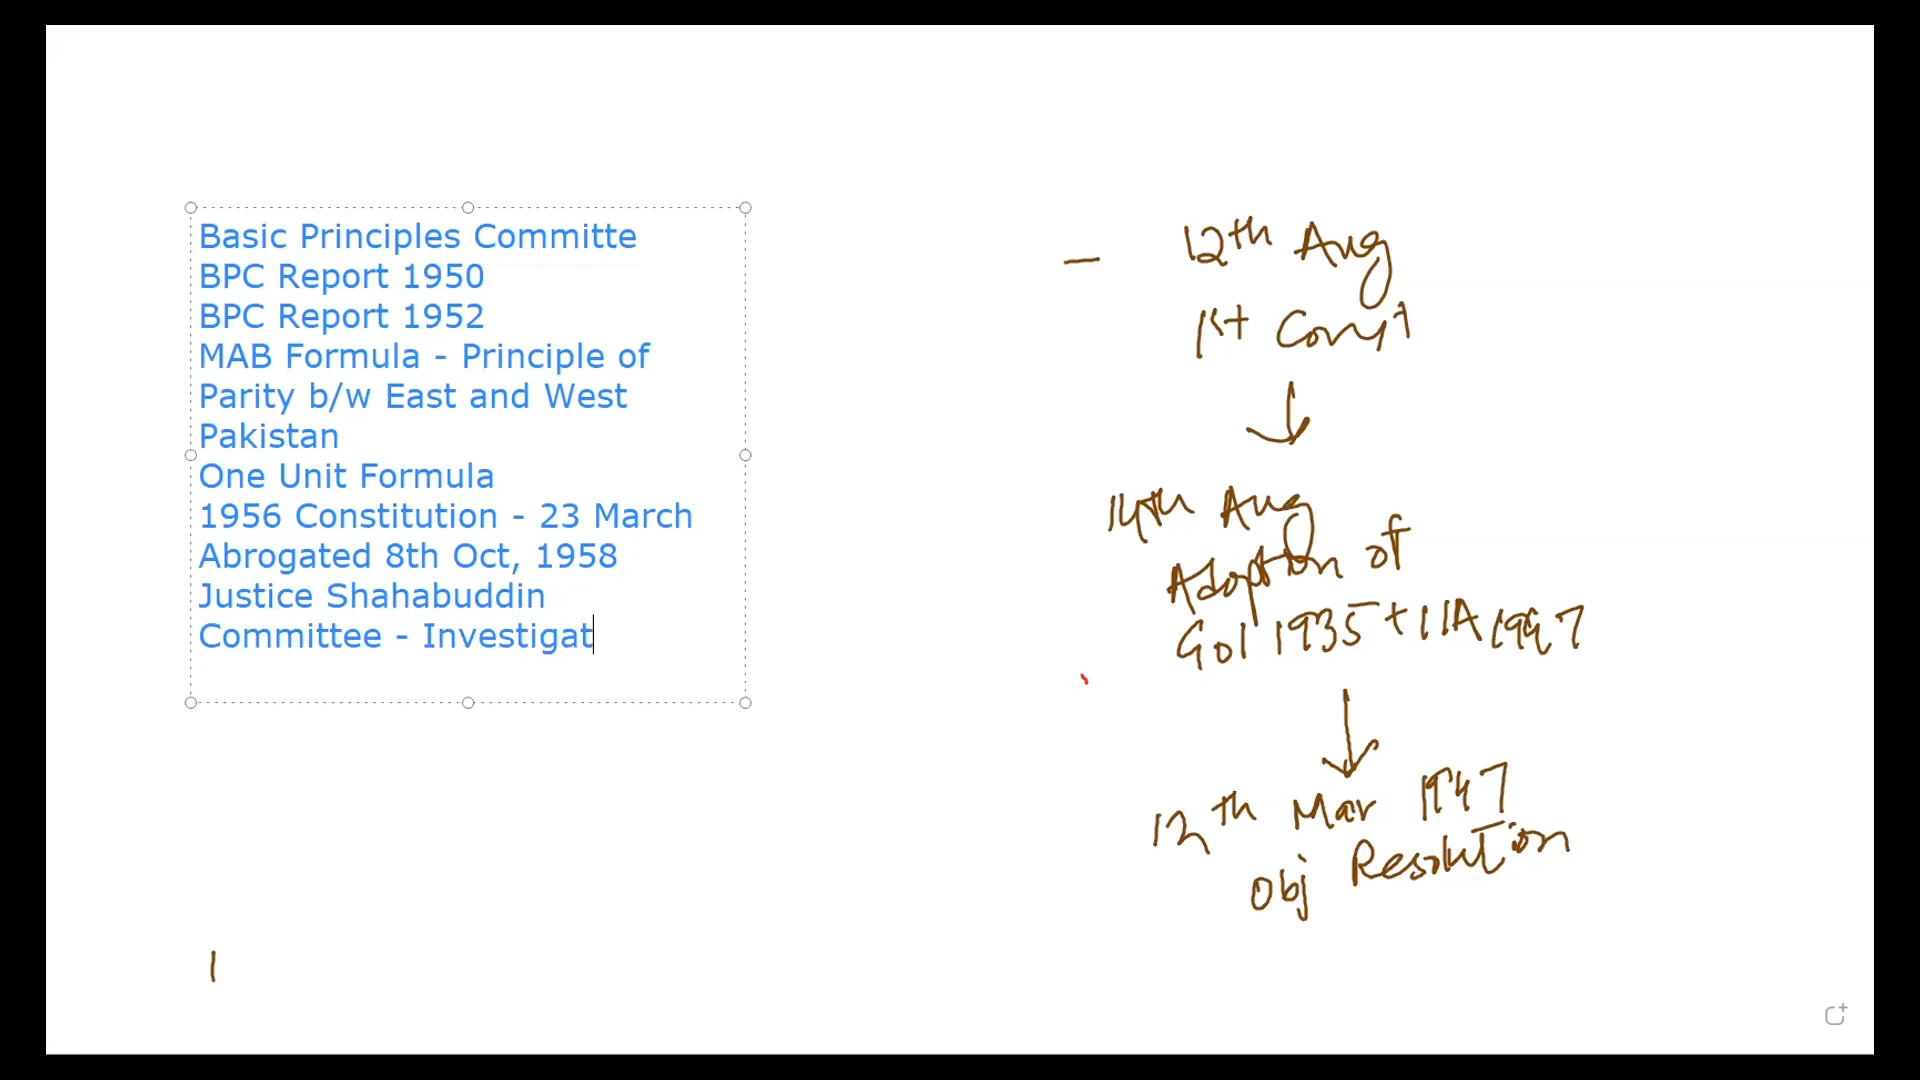 Basic Principles Committe
BPC Report 1950
BPC Report 1952
MAB Formula - Principle of
Parity b/w East and West
Pakistan
One Unit Formula
1956 Constitution - 23 March
Abrogated 8th Oct, 1958
Justice Shahabuddin
Committee - Investigat
12th Aug
1st Const
14th Aug
Adoption of
GoI 1935 + IIA 1947
12th Mar 1947
Obj Resolution